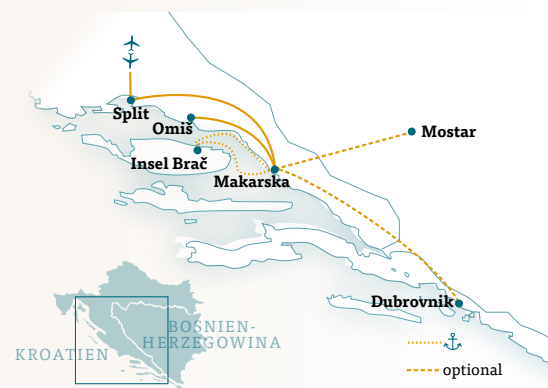 Split
Omiš
Mostar
Insel Brač
Makarska
Dubrovnik
BOSNIEN-
HERZEGOWINA
KROATIEN
optional